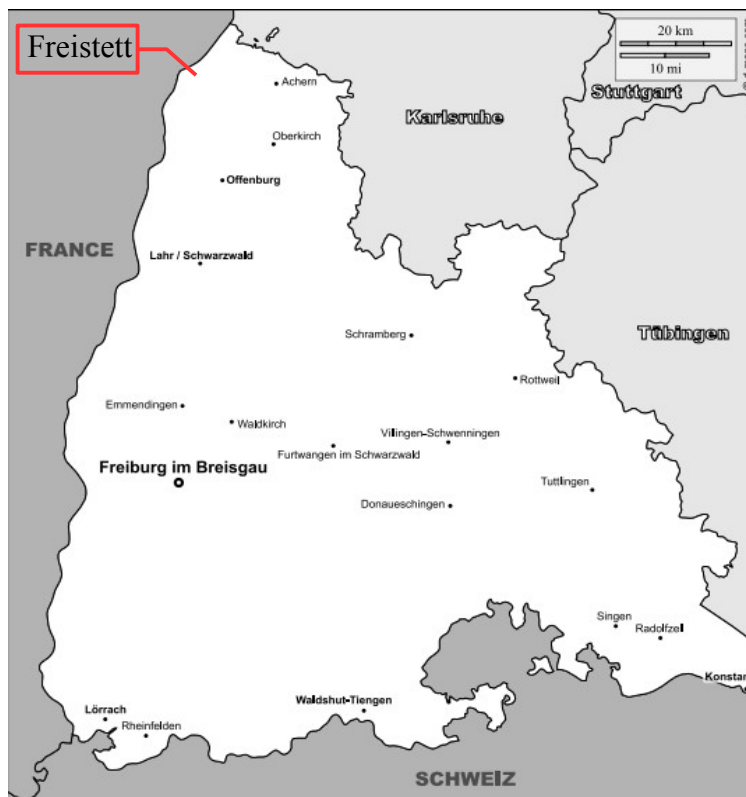 Freistett
20 km
10 mi
Achern
Stuttgart
Karlsruhe
Oberkirch
Offenburg
FRANCE
Lahr / Schwarzwald
Schramberg
Tübingen
Rottweil
Emmendingen
Waldkirch
Villingen-Schwenningen
Furtwangen im Schwarzwald
Freiburg im Breisgau
Tuttlingen
Donaueschingen
Singen
Radolfzell
Konstan
Waldshut-Tiengen
Lörrach
Rheinfelden
SCHWEIZ